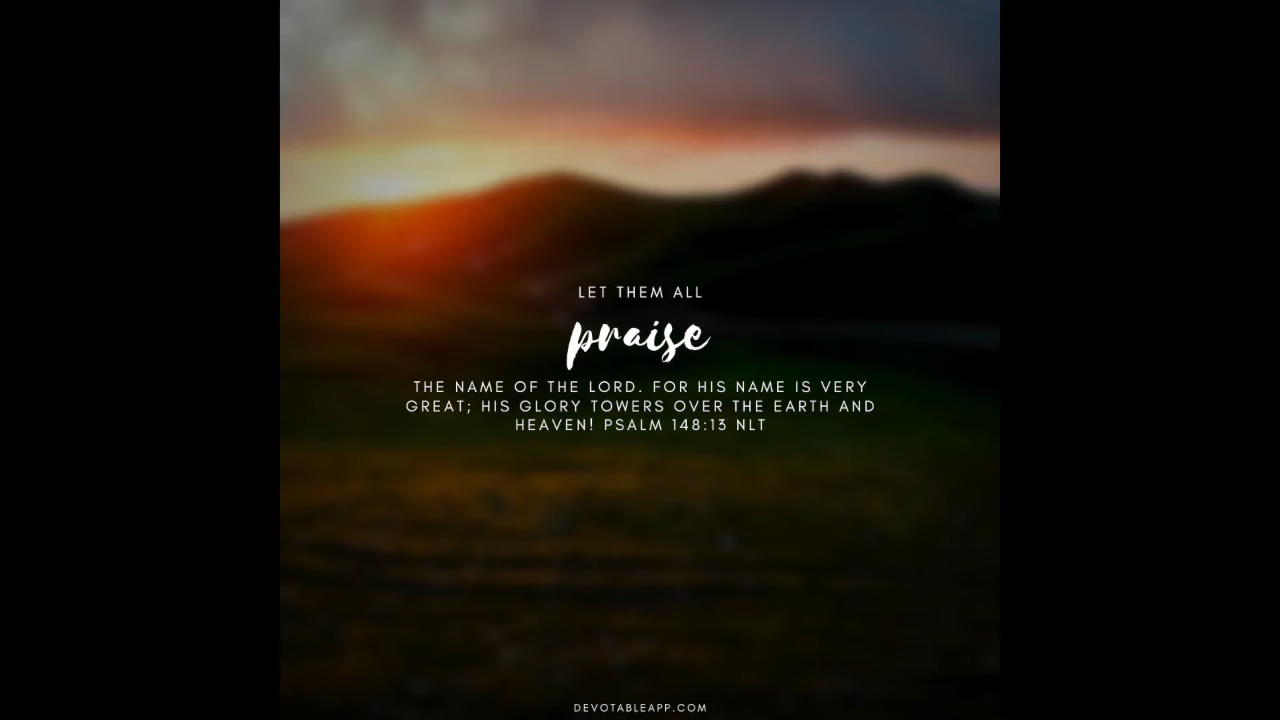 LET THEM ALL
praise
THE NAME OF THE LORD. FOR HIS NAME IS VERY
GREAT; HIS GLORY TOWERS OVER THE EARTH AND
HEAVEN! PSALM 148:13 NLT
DEVOTABLEAPP.COM